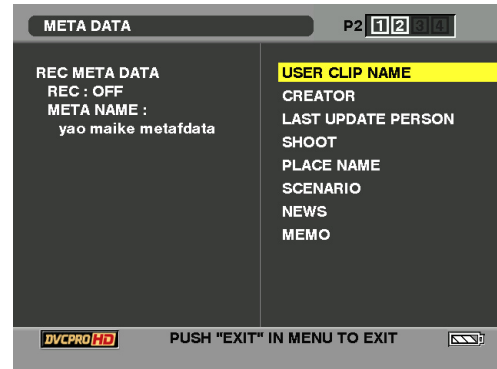 META DATA
P2 1 2 3 4
REC META DATA
REC : OFF
META NAME :
yao maike metafdata
USER CLIP NAME
CREATOR
LAST UPDATE PERSON
SHOOT
PLACE NAME
SCENARIO
NEWS
MEMO
DVCPRO HD
PUSH "EXIT" IN MENU TO EXIT